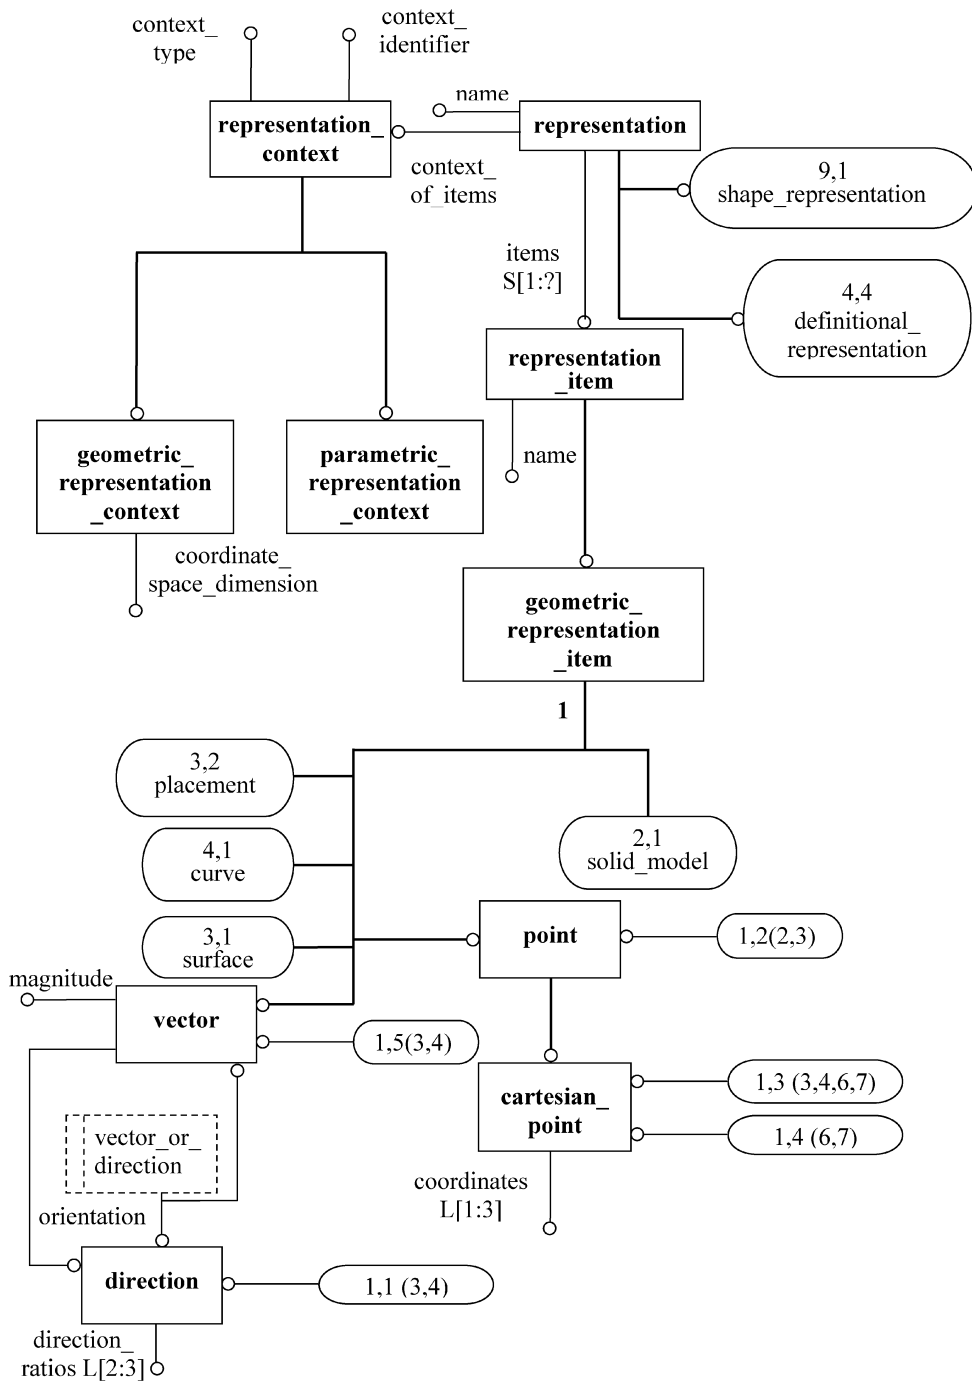 context_
type
context_
identifier
name
representation_
context
representation
context_
of_items
9,1
shape_representation
items
S[1:?]
4,4
definitional_
representation
representation
_item
name
geometric_
representation
_context
parametric_
representation
_context
coordinate_
space_dimension
geometric_
representation
_item
1
3,2
placement
4,1
curve
2,1
solid_model
3,1
surface
point
1,2(2,3)
magnitude
vector
1,5(3,4)
cartesian_
point
1,3 (3,4,6,7)
1,4 (6,7)
vector_or_
direction
coordinates
L[1:3]
orientation
direction
1,1 (3,4)
direction_
ratios L[2:3]